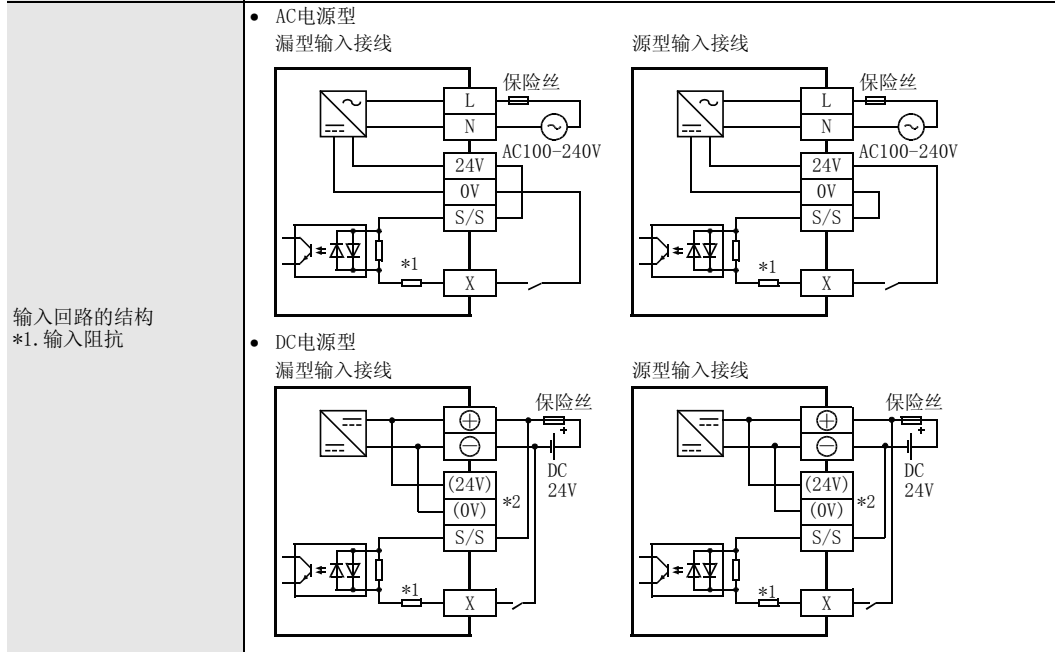 输入回路的结构
*1.输入阻抗
• AC电源型
漏型输入接线
L
保险丝
N
AC100-240V
24V
0V
S/S
*1
X
源型输入接线
L
保险丝
N
AC100-240V
24V
0V
S/S
*1
X
• DC电源型
漏型输入接线
保险丝
+
DC
24V
(24V)
(0V)
*2
S/S
*1
X
源型输入接线
保险丝
+
DC
24V
(24V)
(0V)
*2
S/S
*1
X